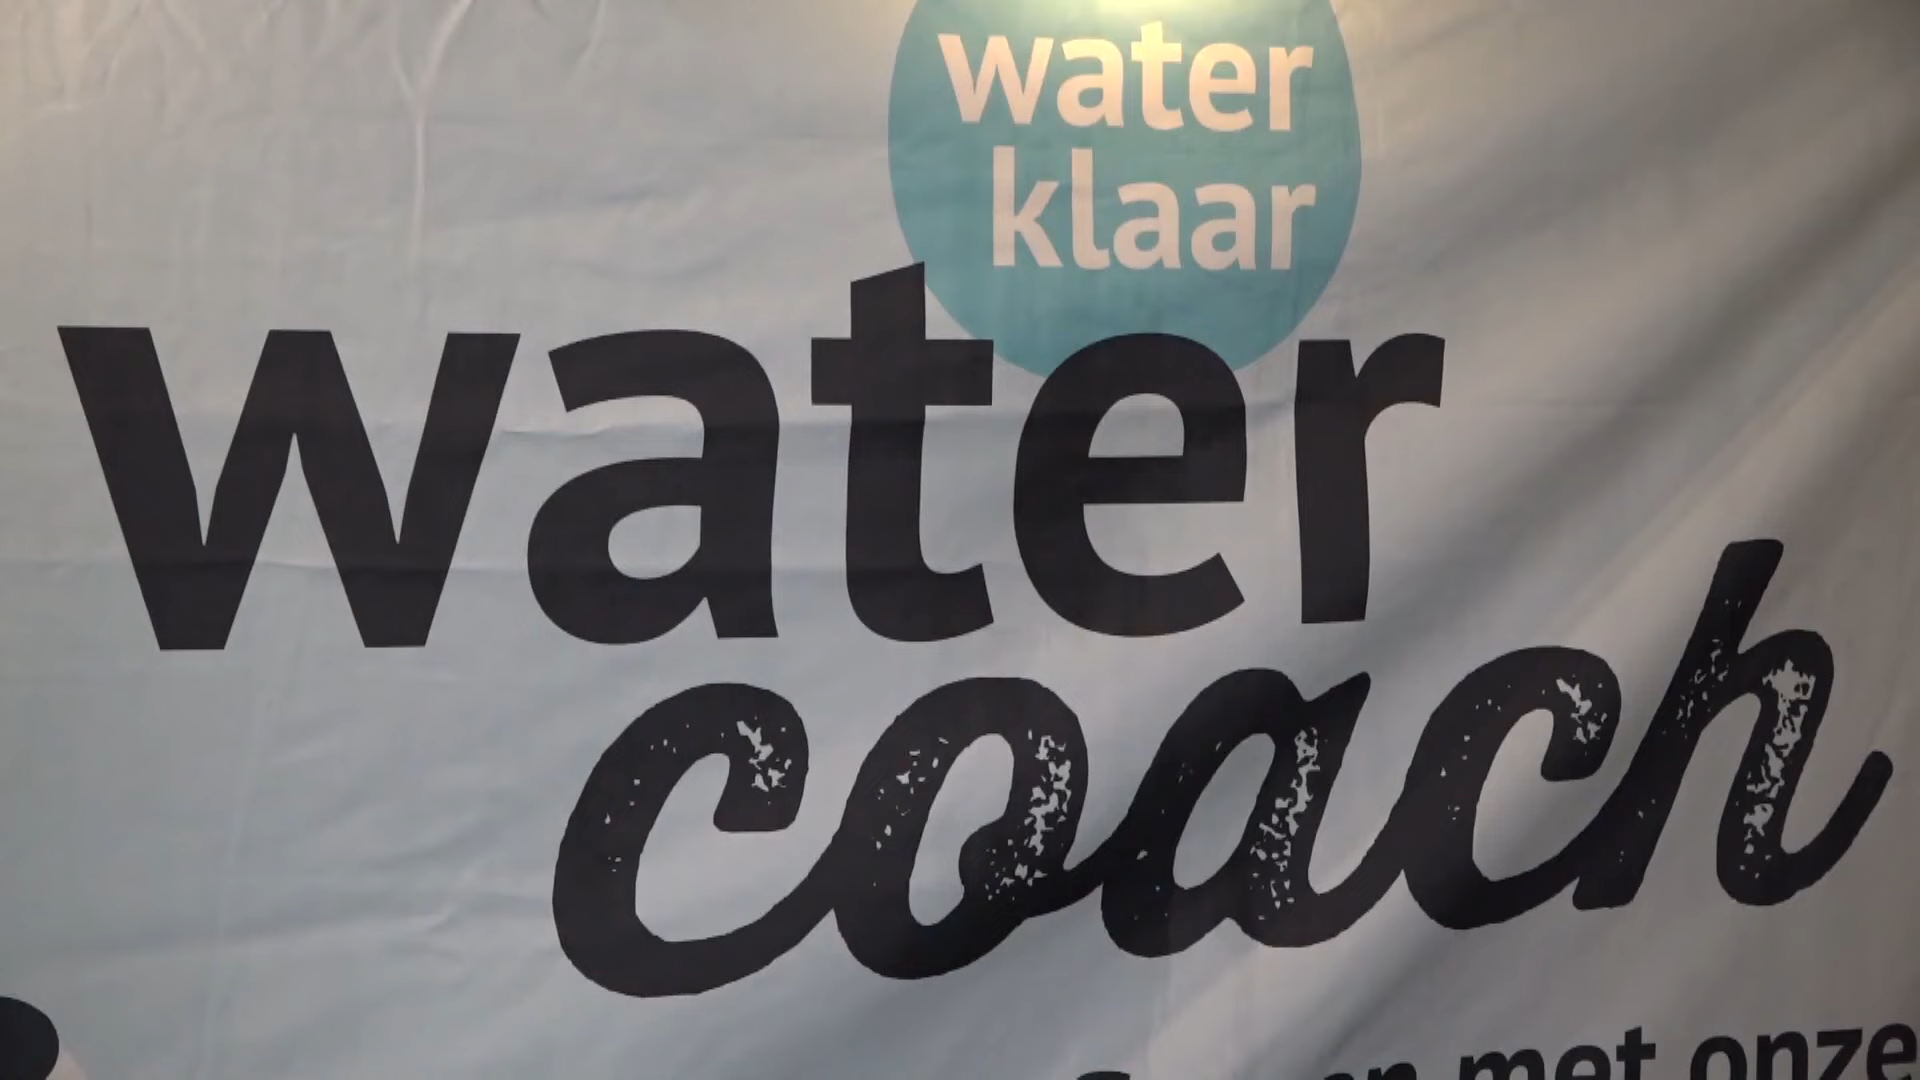 water
klaar
water
coach
met onze